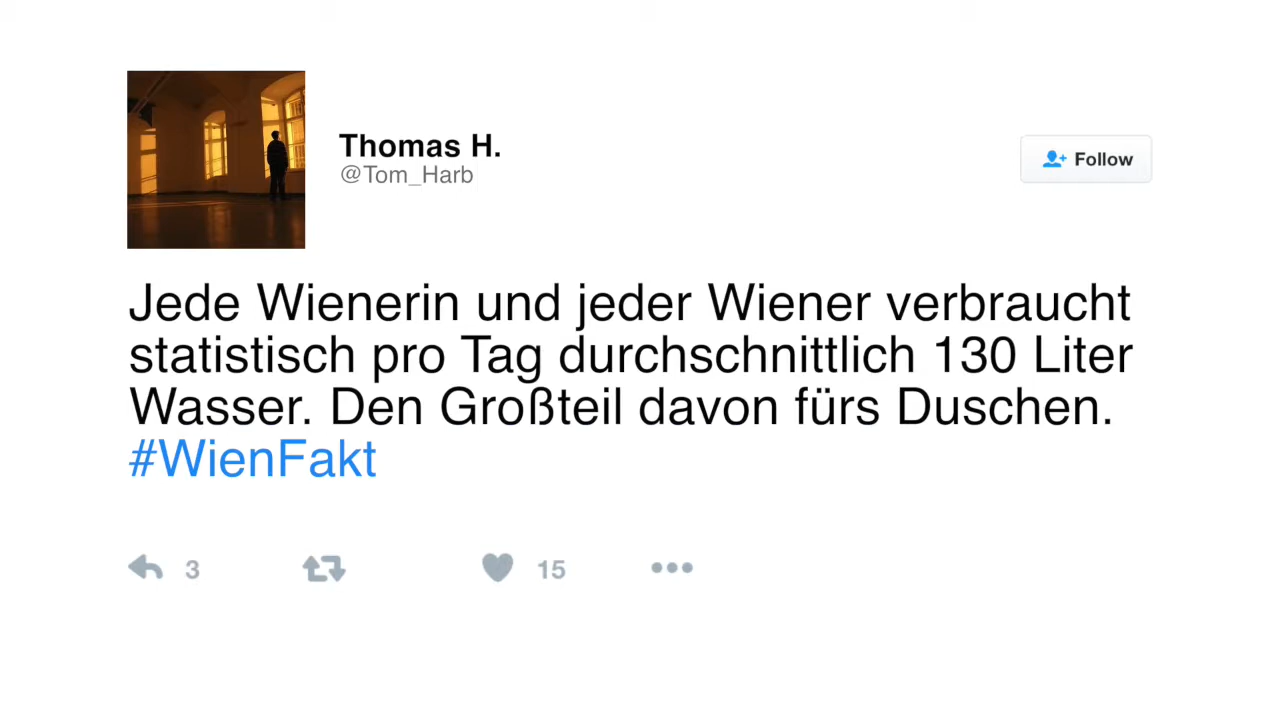 Thomas H.
@Tom_Harb
Follow
Jede Wienerin und jeder Wiener verbraucht
statistisch pro Tag durchschnittlich 130 Liter
Wasser. Den Großteil davon fürs Duschen.
#WienFakt
3
15